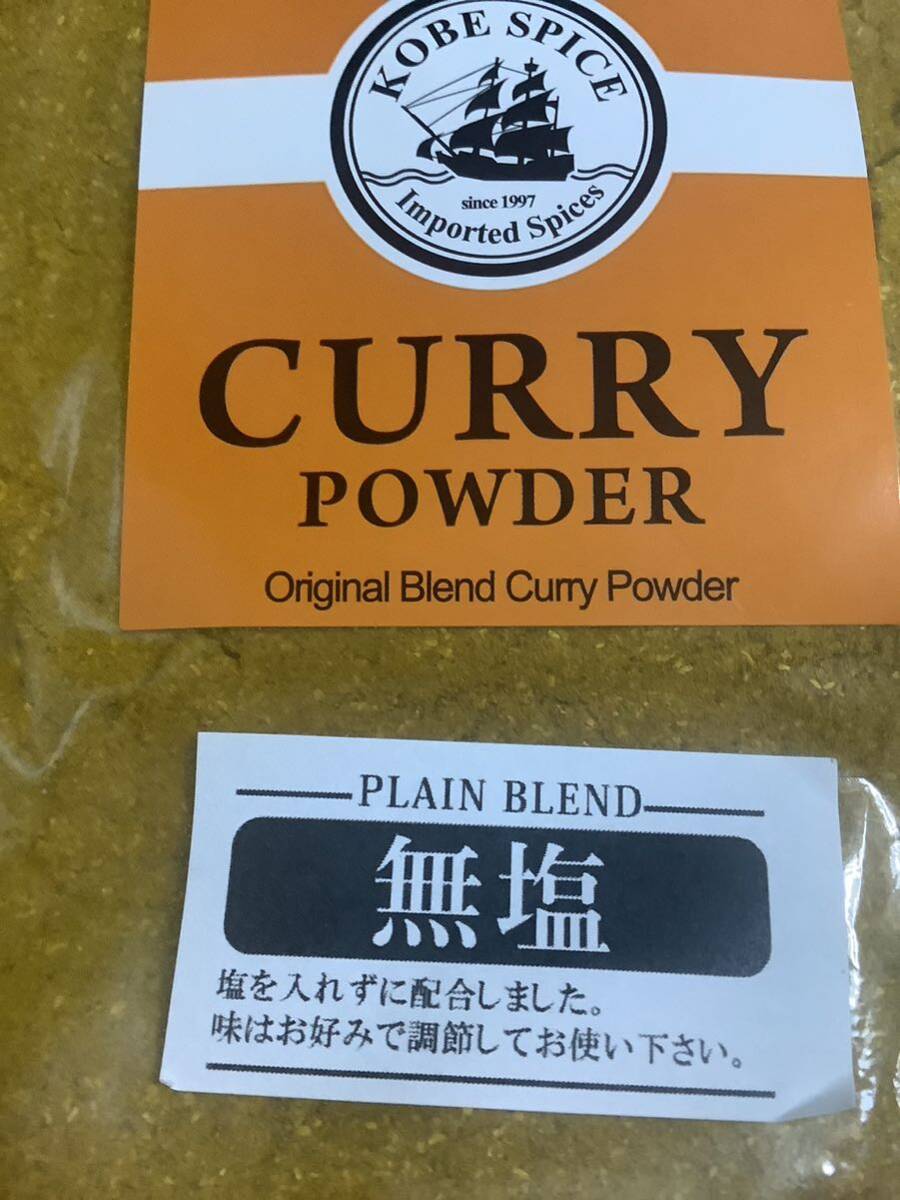 KOBE SPICE
since 1997
Imported Spices
CURRY
POWDER
Original Blend Curry Powder
PLAIN BLEND
無塩
塩を入れずに配合しました。
味はお好みで調節してお使い下さい。